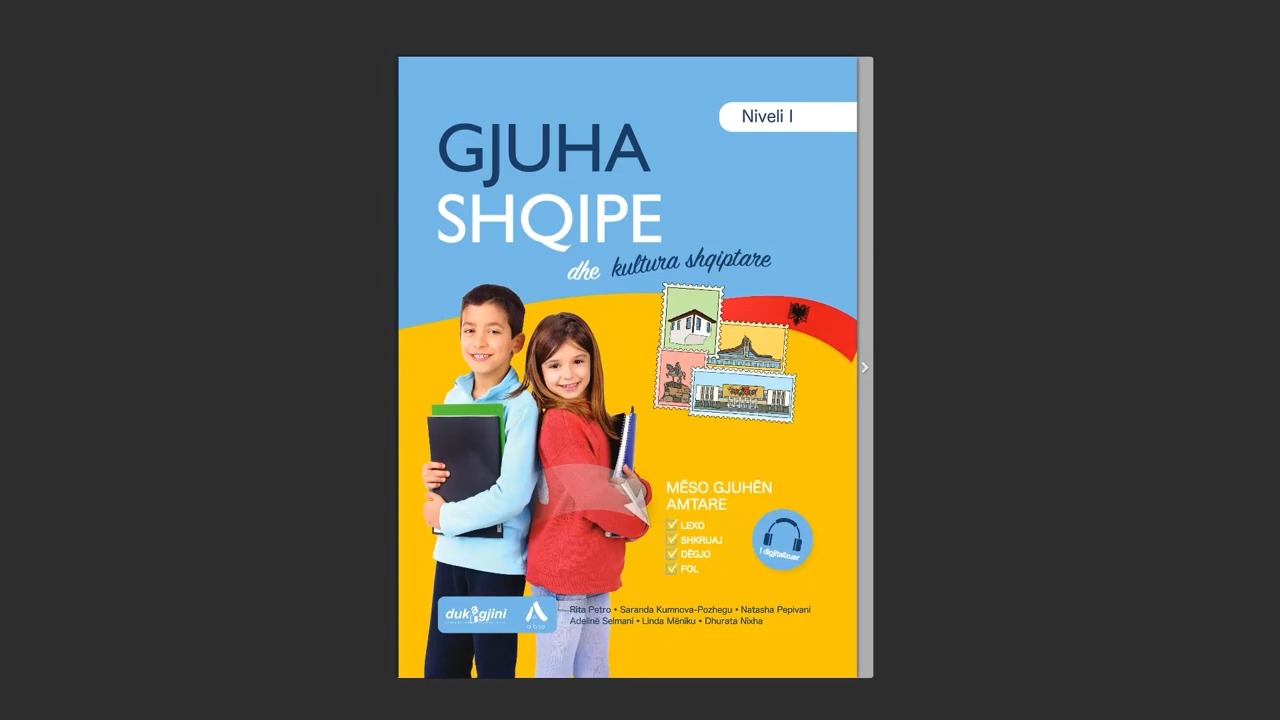 Niveli I
GJUHA
SHQIPE
dhe kultura shqiptare
MËSO GJUHËN
AMTARE
LEXO
SHKRUAJ
DËGJO
FOL
I digjitalizuar
dukagjini
albas
Rita Petro • Saranda Kumnova-Pozhegu • Natasha Pepivani
Adelinë Selmani • Linda Mëniku • Dhurata Nixha